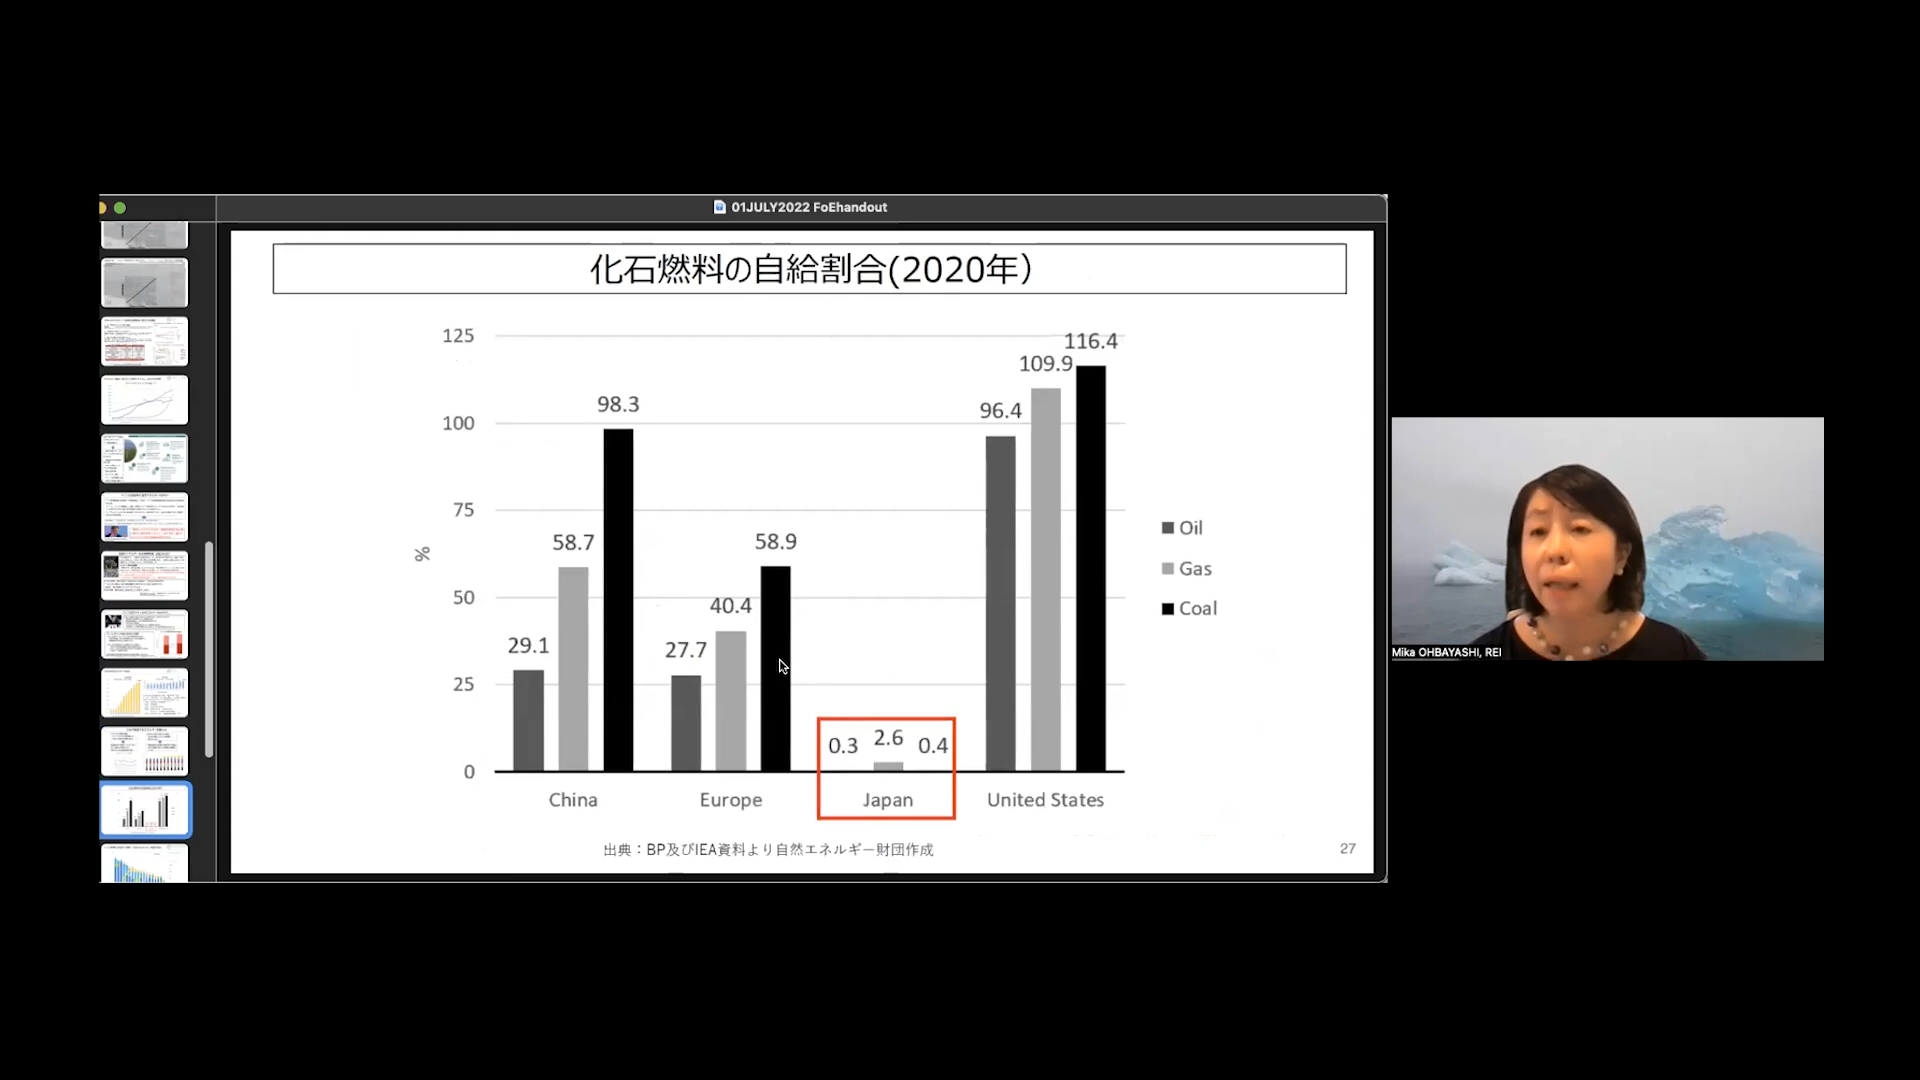 01JULY2022 FoEhandout
化石燃料の自給割合(2020年）
125
100
75
50
25
0
%
29.1
58.7
98.3
27.7
40.4
58.9
0.3
2.6
0.4
96.4
109.9
116.4
China
Europe
Japan
United States
Oil
Gas
Coal
出典：BP及びIEA資料より自然エネルギー財団作成
27
Mika OHBAYASHI, REI